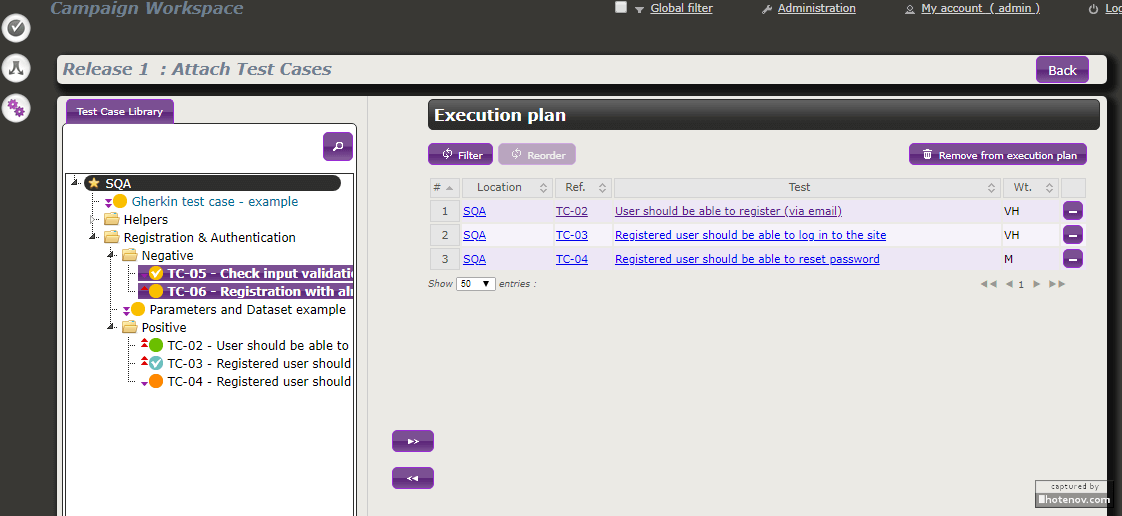 Campaign Workspace
Global filter
Administration
My account ( admin )
Release 1 : Attach Test Cases
Back
Test Case Library
SQA
Gherkin test case - example
Helpers
Registration & Authentication
Negative
TC-05 - Check input
TC-06 - Registration with
Parameters and Dataset example
Positive
TC-02 - User should be able to
TC-03 - Registered user should
TC-04 - Registered user should
Execution plan
Filter
Reorder
Remove from execution plan
# Location Ref. Test Wt.
1 SQA TC-02 User should be able to register (via email) VH
2 SQA TC-03 Registered user should be able to log in to the site VH
3 SQA TC-04 Registered user should be able to reset password M
Show 50 entries :
1
captured by
hotenov.com